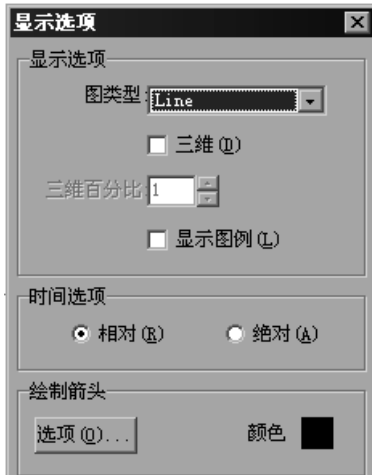 显示选项
显示选项
图类型: Line
三维(D)
三维百分比: 1
显示图例(L)
时间选项
相对(R) 绝对(A)
绘制箭头
选项(O)... 颜色